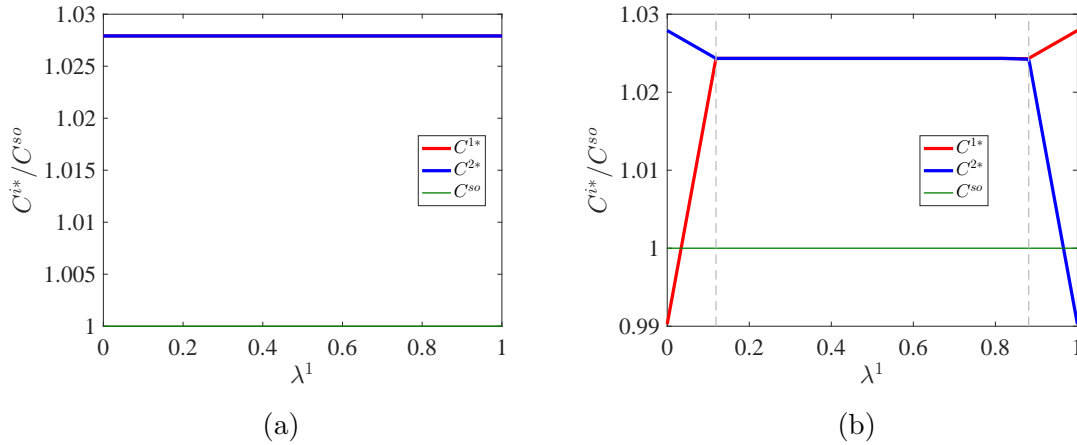 1.03
1.025
1.02
1.015
1.01
1.005
1
C^{i*}/C^{so}
C^{1*}
C^{2*}
C^{so}
0 0.2 0.4 0.6 0.8 1
λ^1
(a)
1.03
1.02
1.01
1
0.99
C^{i*}/C^{so}
C^{1*}
C^{2*}
C^{so}
0 0.2 0.4 0.6 0.8 1
λ^1
(b)